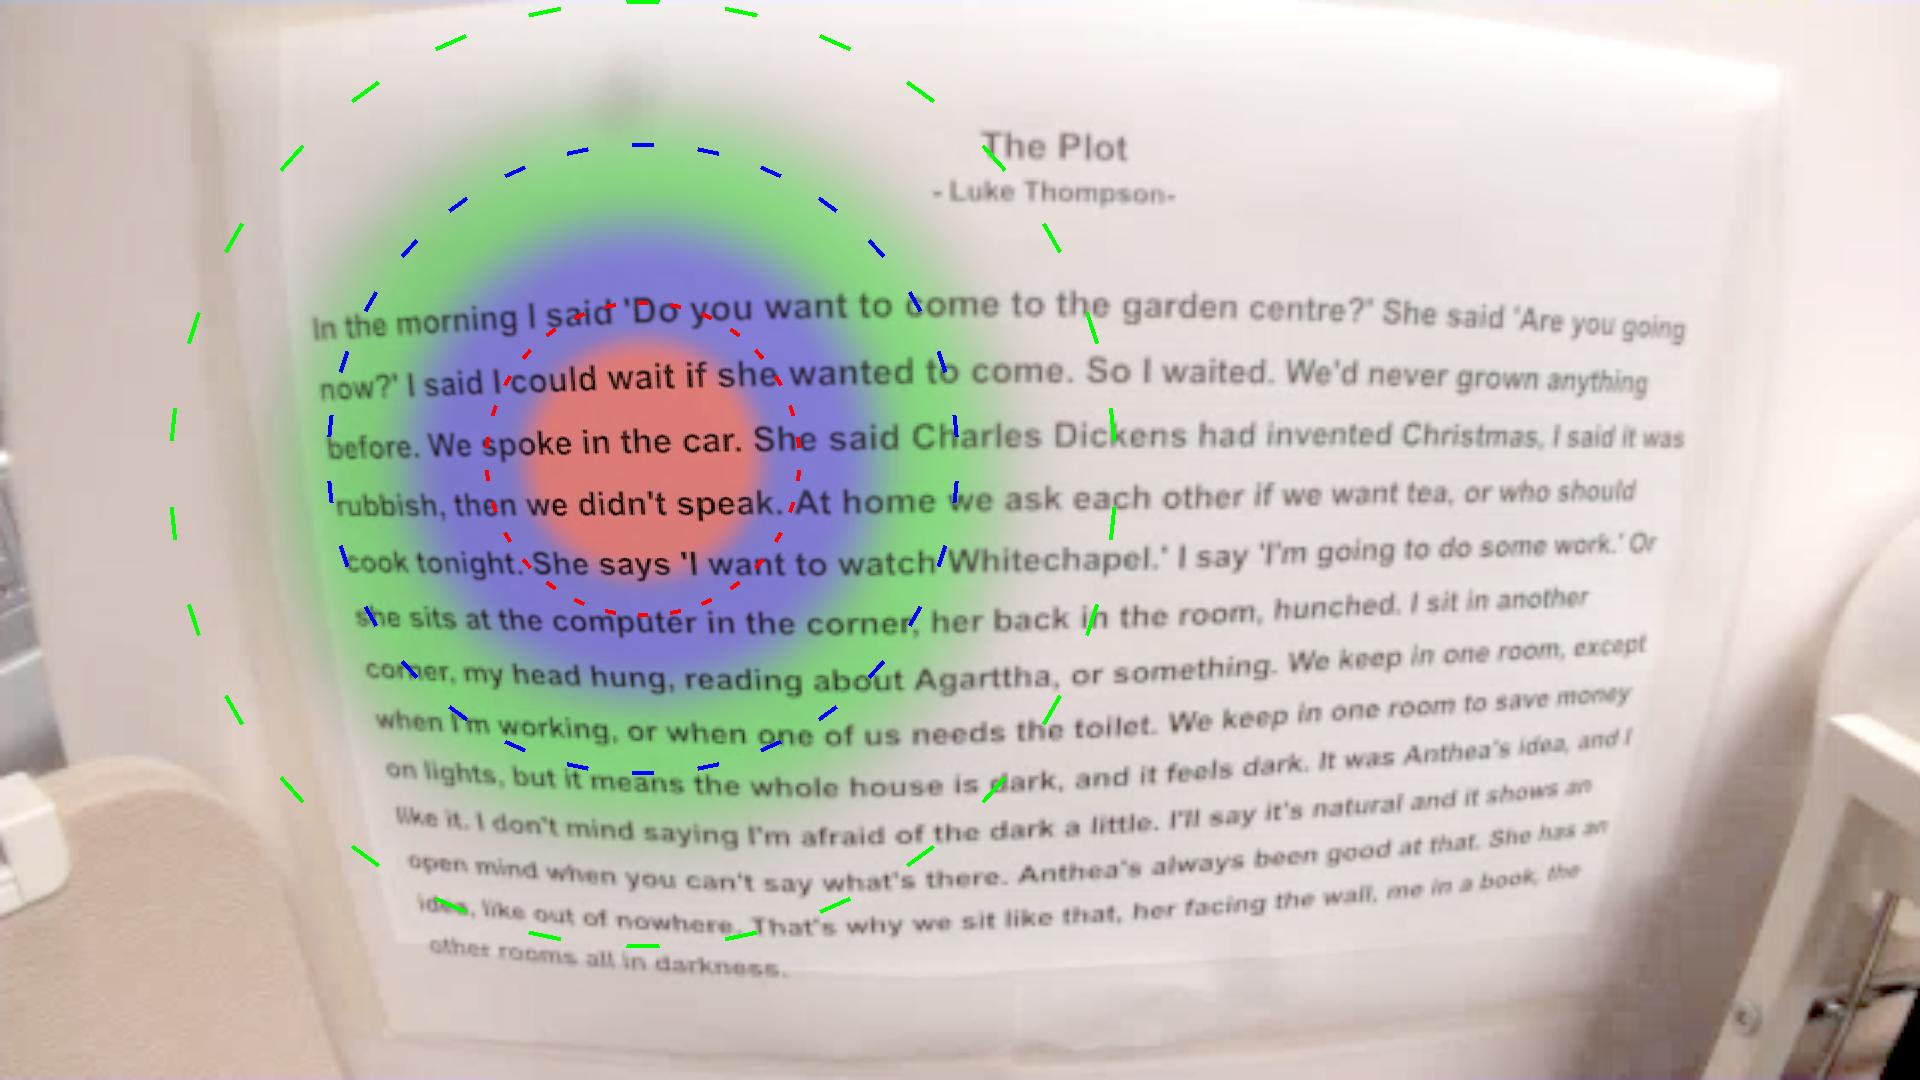 The Plot
- Luke Thompson-
In the morning I said 'Do you want to come to the garden centre?' She said 'Are you going
now?' I said I could wait if she wanted to come. So I waited. We'd never grown anything
before. We spoke in the car. She said Charles Dickens had invented Christmas, I said it was
rubbish, then we didn't speak. At home we ask each other if we want tea, or who should
cook tonight. She says 'I want to watch Whitechapel.' I say 'I'm going to do some work.' Or
she sits at the computer in the corner, her back in the room, hunched. I sit in another
corner, my head hung, reading about Agarttha, or something. We keep in one room, except
when I'm working, or when one of us needs the toilet. We keep in one room to save money
on lights, but it means the whole house is dark, and it feels dark. It was Anthea's idea, and I
like it. I don't mind saying I'm afraid of the dark a little. I'll say it's natural and it shows an
open mind when you can't say what's there. Anthea's always been good at that. She has an
idea, like out of nowhere. That's why we sit like that, her facing the wall, me in a book, the
other rooms all in darkness.